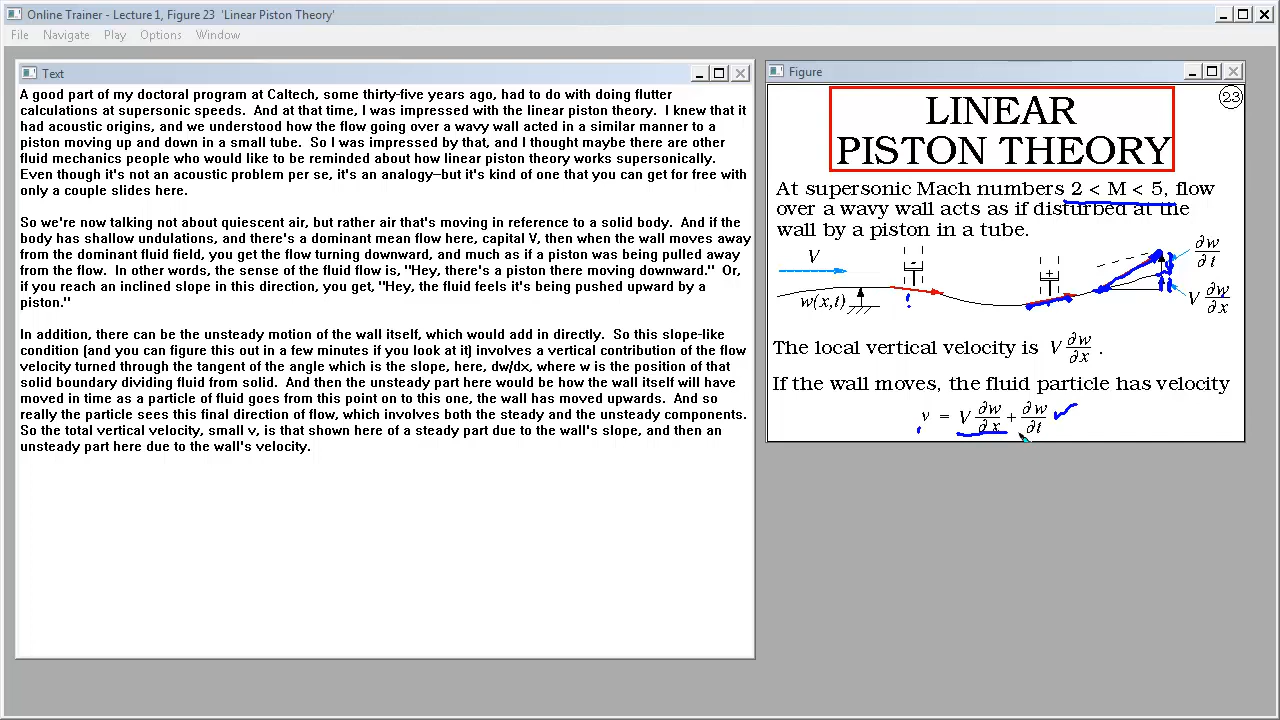 Online Trainer - Lecture 1, Figure 23 'Linear Piston Theory'
File Navigate Play Options Window
Text
A good part of my doctoral program at Caltech, some thirty-five years ago, had to do with doing flutter
calculations at supersonic speeds. And at that time, I was impressed with the linear piston theory. I knew that it
had acoustic origins, and we understood how the flow going over a wavy wall acted in a similar manner to a
piston moving up and down in a small tube. So I was impressed by that, and I thought maybe there are other
fluid mechanics people who would like to be reminded about how linear piston theory works supersonically.
Even though it's not an acoustic problem per se, it's an analogy--but it's kind of one that you can get for free with
only a couple slides here.
So we're now talking not about quiescent air, but rather air that's moving in reference to a solid body. And if the
body has shallow undulations, and there's a dominant mean flow here, capital V, then when the wall moves away
from the dominant fluid field, you get the flow turning downward, and much as if a piston was being pulled away
from the flow. In other words, the sense of the fluid flow is, "Hey, there's a piston there moving downward." Or,
if you reach an inclined slope in this direction, you get, "Hey, the fluid feels it's being pushed upward by a
piston."
In addition, there can be the unsteady motion of the wall itself, which would add in directly. So this slope-like
condition (and you can figure this out in a few minutes if you look at it) involves a vertical contribution of the flow
velocity turned through the tangent of the angle which is the slope, here, dw/dx, where w is the position of that
solid boundary dividing fluid from solid. And then the unsteady part here would be how the wall itself will have
moved in time as a particle of fluid goes from this point on to this one, the wall has moved upwards. And so
really the particle sees this final direction of flow, which involves both the steady and the unsteady components.
So the total vertical velocity, small v, is that shown here of a steady part due to the wall's slope, and then an
unsteady part here due to the wall's velocity.
Figure
23
LINEAR
PISTON THEORY
At supersonic Mach numbers 2 < M < 5, flow
over a wavy wall acts as if disturbed at the
wall by a piston in a tube.
V
-
+
∂w/∂t
w(x,t)
V ∂w/∂x
The local vertical velocity is V ∂w/∂x .
If the wall moves, the fluid particle has velocity
v = V ∂w/∂x + ∂w/∂t